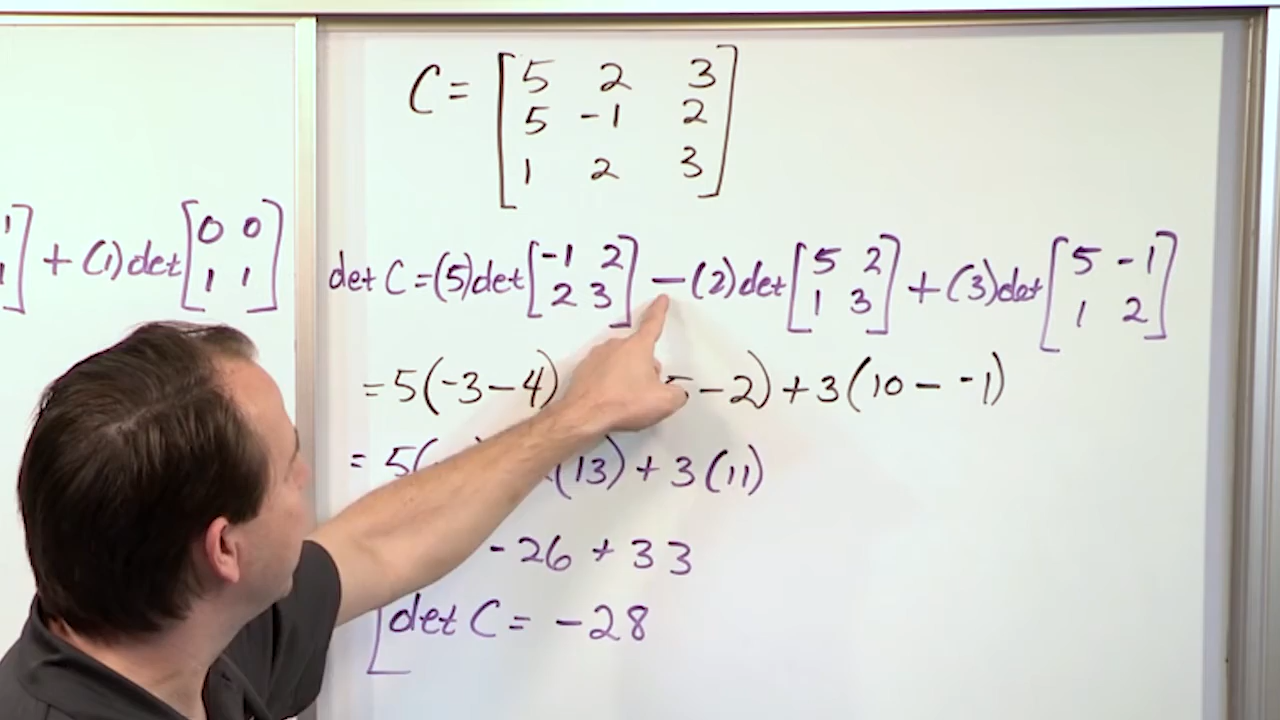 C = [5 2 3
5 -1 2
1 2 3]
1] + (1)det[0 0
1] 1 1]
det C = (5)det[-1 2 - (2)det[5 2 + (3)det[5 -1
2 3] 1 3] 1 2]
= 5(-3 - 4) 5 - 2) + 3(10 - -1)
= 5( (13) + 3(11)
- 26 + 33
det C = -28